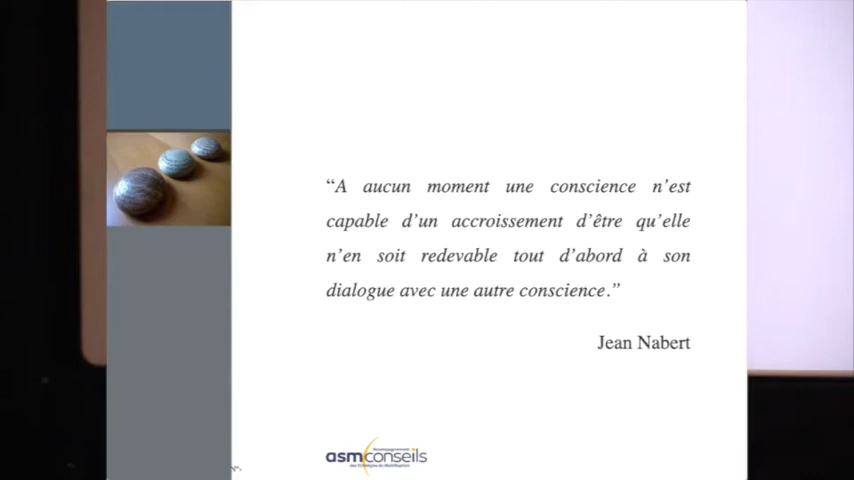 “A aucun moment une conscience n’est
capable d’un accroissement d’être qu’elle
n’en soit redevable tout d’abord à son
dialogue avec une autre conscience.”
Jean Nabert
asmconseils